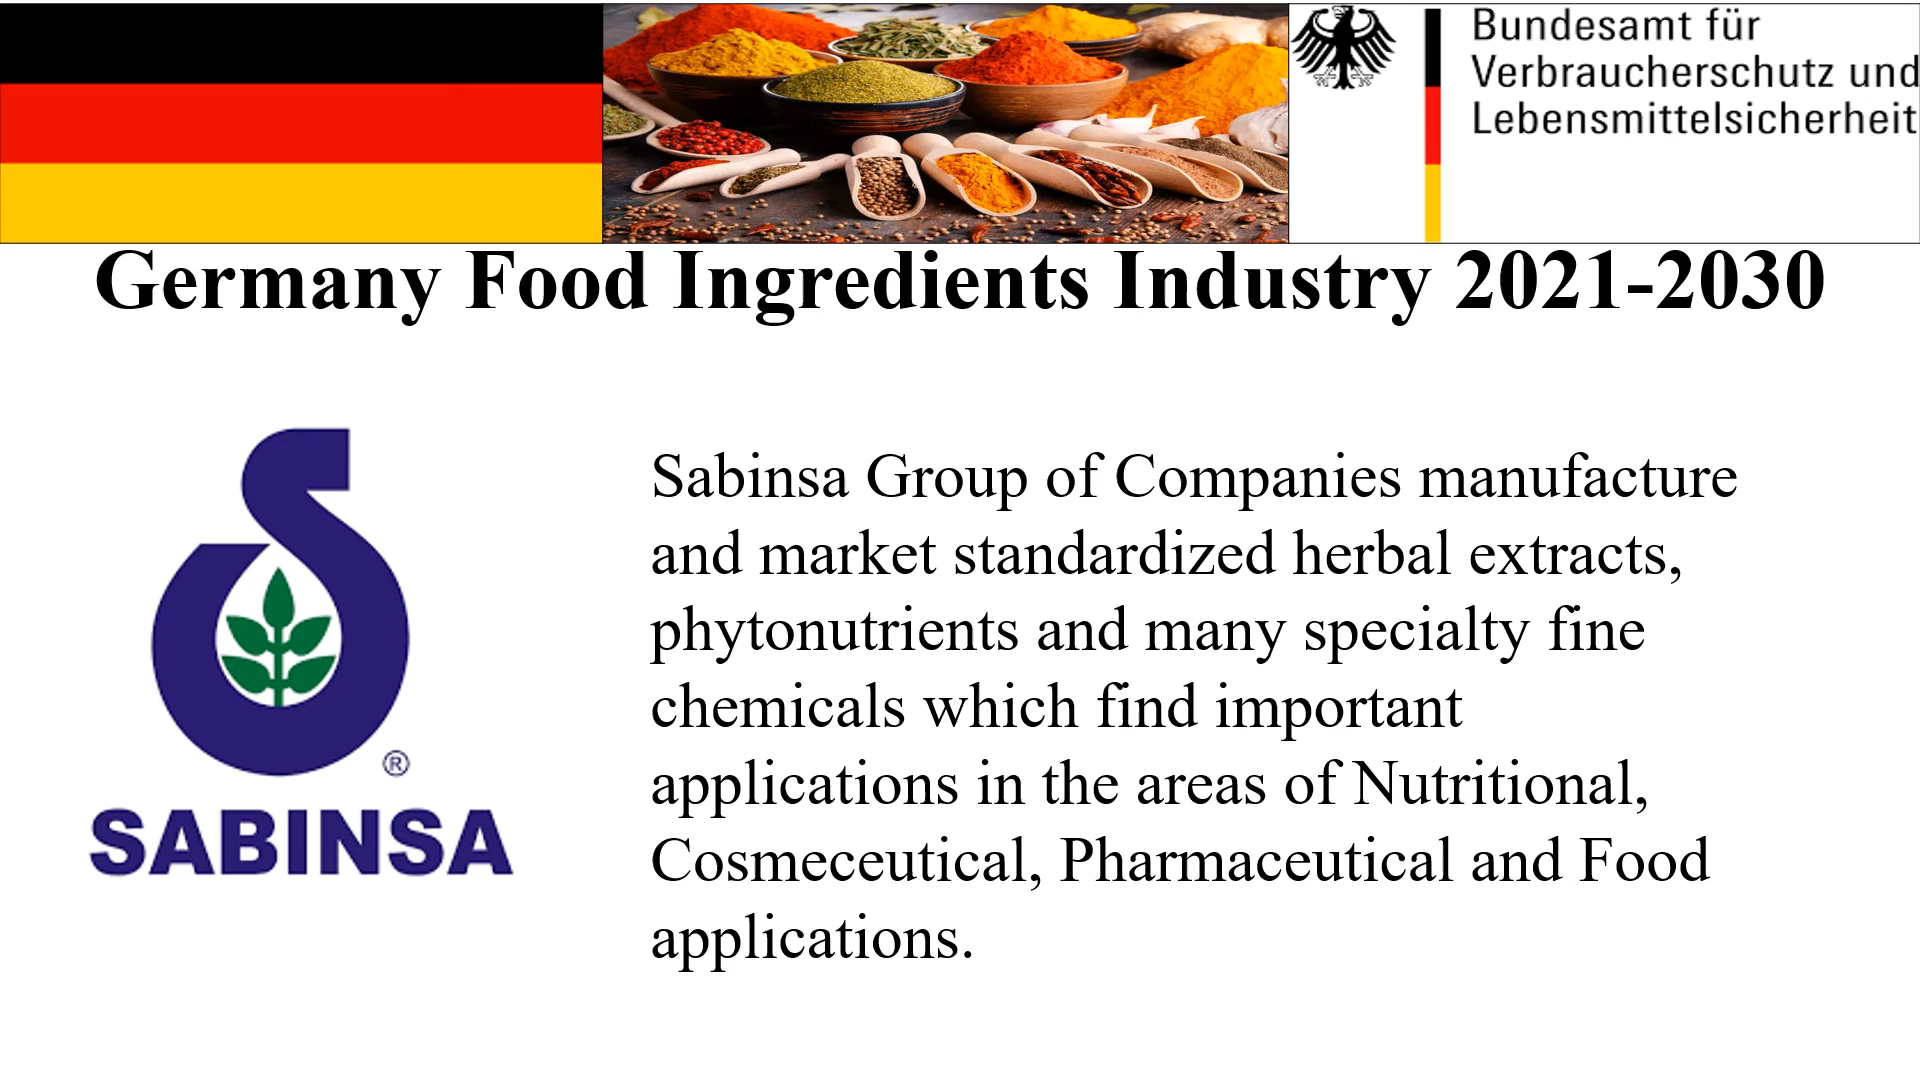 Bundesamt für
Verbraucherschutz und
Lebensmittelsicherheit
Germany Food Ingredients Industry 2021-2030
Sabinsa Group of Companies manufacture
and market standardized herbal extracts,
phytonutrients and many specialty fine
chemicals which find important
applications in the areas of Nutritional,
Cosmeceutical, Pharmaceutical and Food
applications.
®
SABINSA